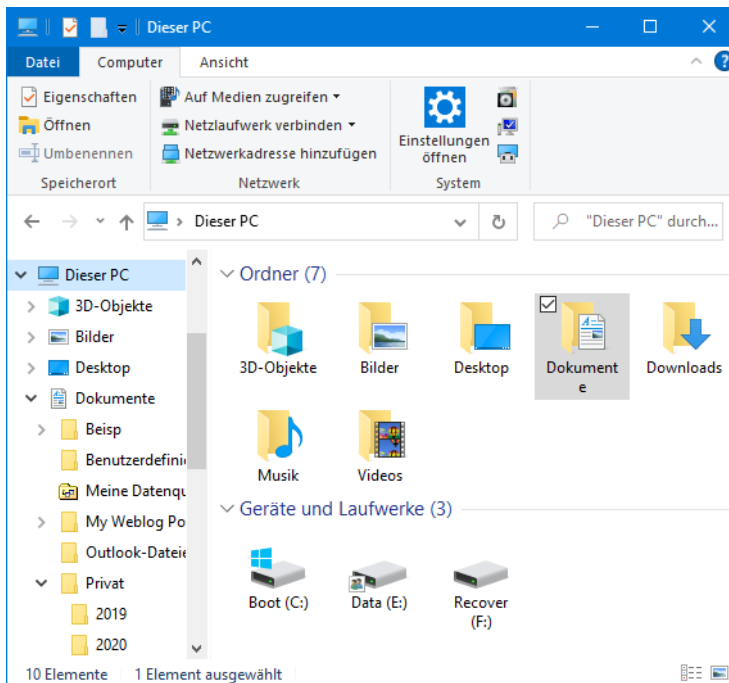 Dieser PC
Datei Computer Ansicht
Eigenschaften
Öffnen
Umbenennen
Speicherort
Auf Medien zugreifen
Netzlaufwerk verbinden
Netzwerkadresse hinzufügen
Netzwerk
Einstellungen
öffnen
System
Dieser PC
"Dieser PC" durch...
Dieser PC
3D-Objekte
Bilder
Desktop
Dokumente
Beisp
Benutzerdefini
Meine Datenqu
My Weblog Po
Outlook-Dateie
Privat
2019
2020
Ordner (7)
3D-Objekte
Bilder
Desktop
Dokument
e
Downloads
Musik
Videos
Geräte und Laufwerke (3)
Boot (C:)
Data (E:)
Recover
(F:)
10 Elemente 1 Element ausgewählt